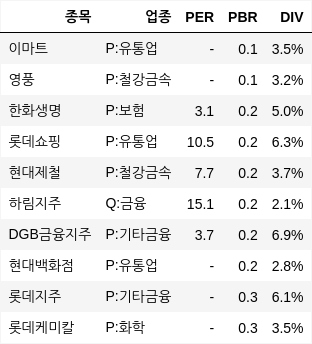 종목 업종 PER PBR DIV
이마트 P:유통업 - 0.1 3.5%
영풍 P:철강금속 - 0.1 3.2%
한화생명 P:보험 3.1 0.2 5.0%
롯데쇼핑 P:유통업 10.5 0.2 6.3%
현대제철 P:철강금속 7.7 0.2 3.7%
하림지주 Q:금융 15.1 0.2 2.1%
DGB금융지주 P:기타금융 3.7 0.2 6.9%
현대백화점 P:유통업 - 0.2 2.8%
롯데지주 P:기타금융 - 0.3 6.1%
롯데케미칼 P:화학 - 0.3 3.5%